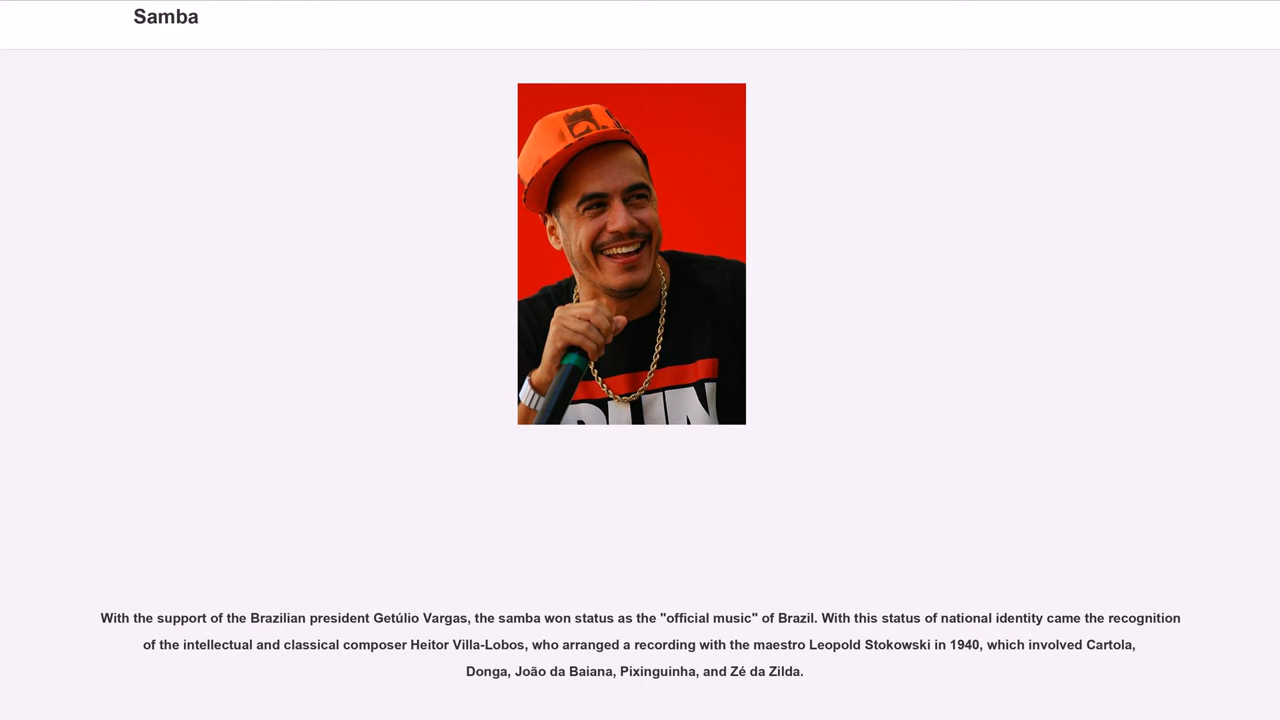 Samba
With the support of the Brazilian president Getúlio Vargas, the samba won status as the "official music" of Brazil. With this status of national identity came the recognition
of the intellectual and classical composer Heitor Villa-Lobos, who arranged a recording with the maestro Leopold Stokowski in 1940, which involved Cartola,
Donga, João da Baiana, Pixinguinha, and Zé da Zilda.